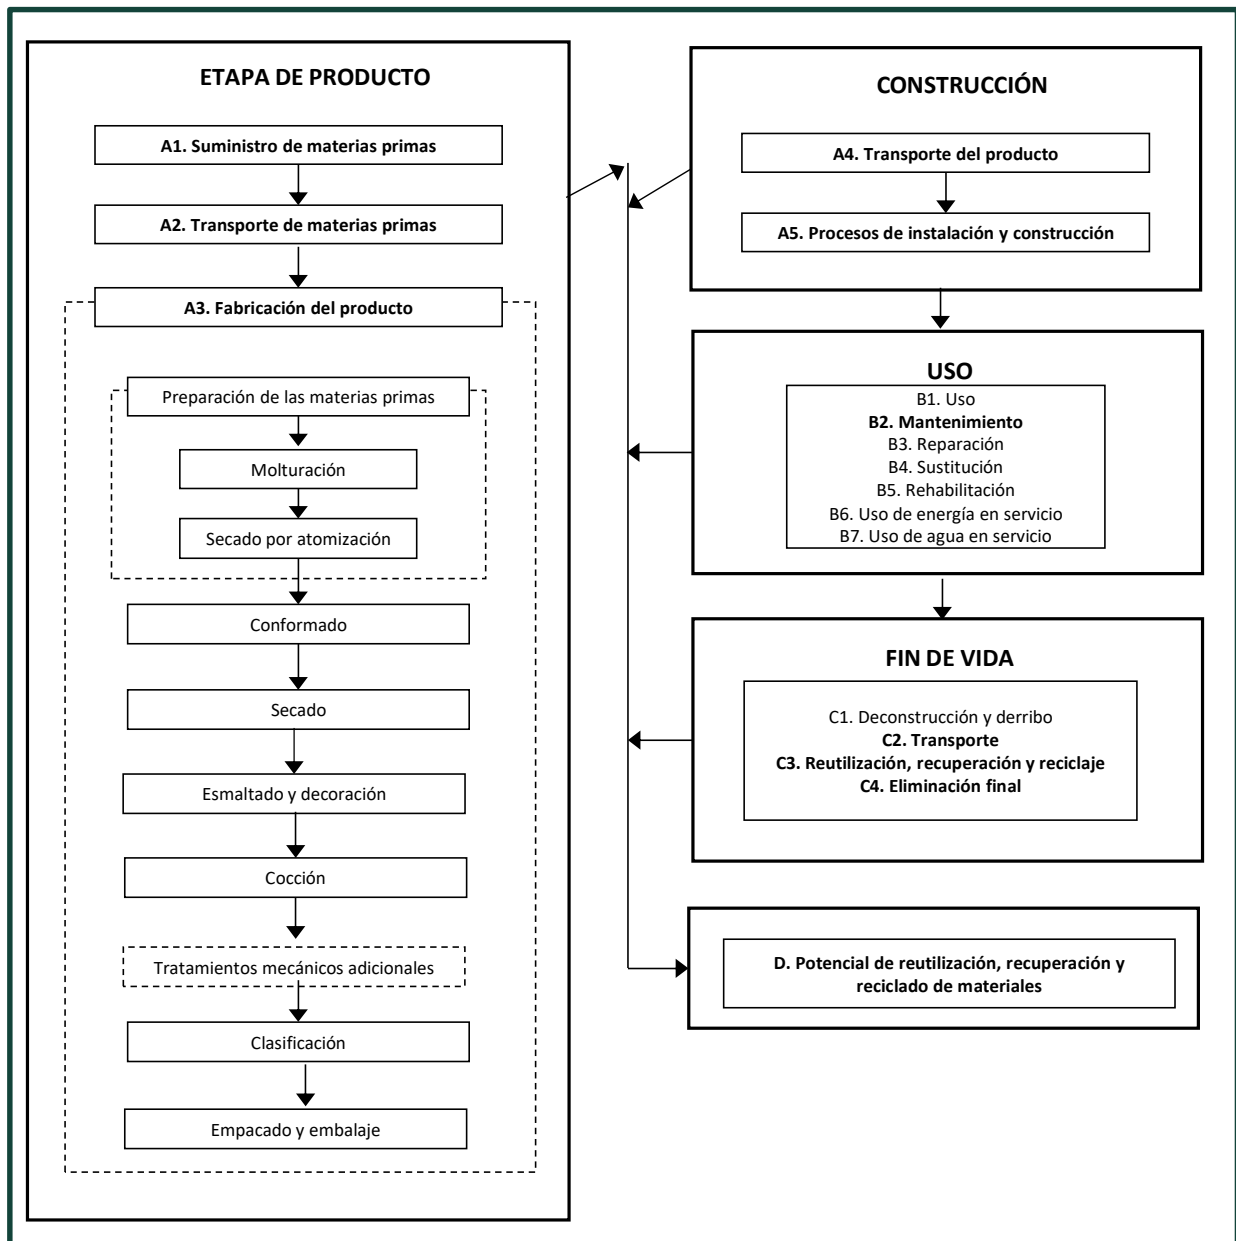 ETAPA DE PRODUCTO
A1. Suministro de materias primas
A2. Transporte de materias primas
A3. Fabricación del producto
Preparación de las materias primas
Molturación
Secado por atomización
Conformado
Secado
Esmaltado y decoración
Cocción
Tratamientos mecánicos adicionales
Clasificación
Empacado y embalaje
CONSTRUCCIÓN
A4. Transporte del producto
A5. Procesos de instalación y construcción
USO
B1. Uso
B2. Mantenimiento
B3. Reparación
B4. Sustitución
B5. Rehabilitación
B6. Uso de energía en servicio
B7. Uso de agua en servicio
FIN DE VIDA
C1. Deconstrucción y derribo
C2. Transporte
C3. Reutilización, recuperación y reciclaje
C4. Eliminación final
D. Potencial de reutilización, recuperación y
reciclado de materiales